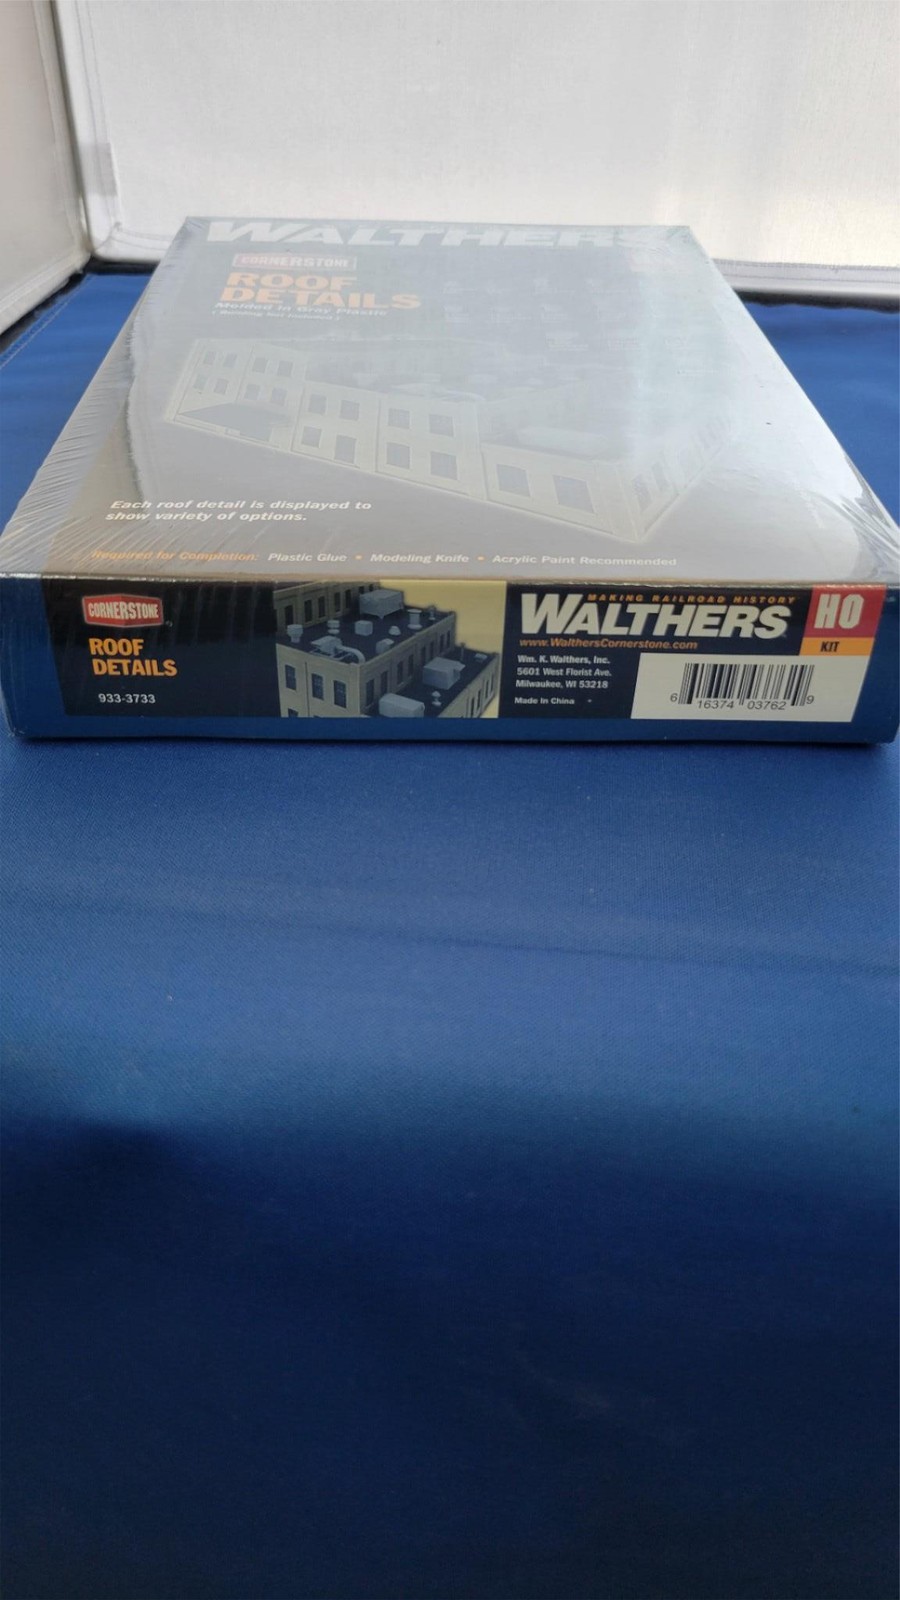 WALTHERS
CORNERSTONE
ROOF
DETAILS
Molded in Gray Plastic
( Building Not Included )
Each roof detail is displayed to
show variety of options.
Required for Completion: Plastic Glue • Modeling Knife • Acrylic Paint Recommended
CORNERSTONE
ROOF
DETAILS
933-3733
MAKING RAILROAD HISTORY
WALTHERS
www.WalthersCornerstone.com
Wm. K. Walthers, Inc.
5601 West Florist Ave.
Milwaukee, WI 53218
Made In China
HO
KIT
6 16374 03762 9